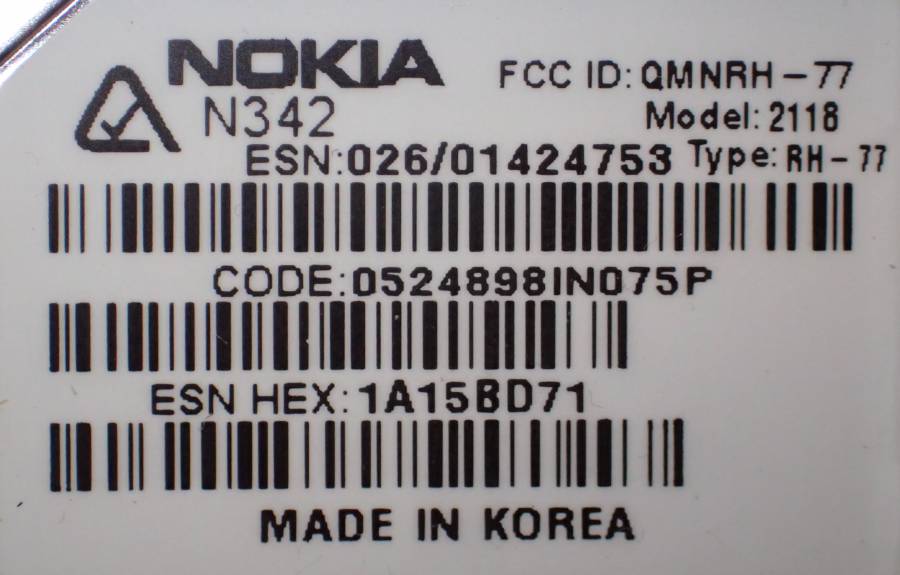 NOKIA
FCC ID: QMNRH-77
N342
Model: 2118
ESN:026/01424753
Type: RH-77
CODE:0524898IN075P
ESN HEX:1A15BD71
MADE IN KOREA